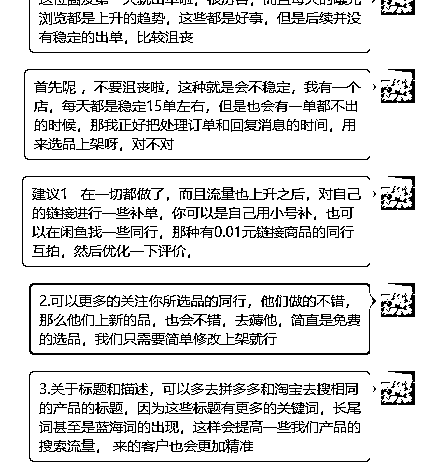 浏览都是上升的趋势，这些都是好事，但是后续并没
有稳定的出单，比较沮丧
首先呢，不要沮丧啦，这种就是会不稳定，我有一个
店，每天都是稳定15单左右，但是也会有一单都不出
的时候，那我正好把处理订单和回复消息的时间，用
来选品上架呀，对不对
建议1 在一切都做了，而且流量也上升之后，对自己
的链接进行一些补单，你可以是自己用小号补，也可
以在闲鱼找一些同行，那种有0.01元链接商品的同行
互拍，然后优化一下评价，
2.可以更多的关注你所选品的同行，他们做的不错，
那么他们上新的品，也会不错，去薅他，简直是免费
的选品，我们只需要简单修改上架就行
3.关于标题和描述，可以多去拼多多和淘宝去搜相同
的产品的标题，因为这些标题有更多的关键词，长尾
词甚至是蓝海词的出现，这样会提高一些我们产品的
搜索流量， 来的客户也会更加精准